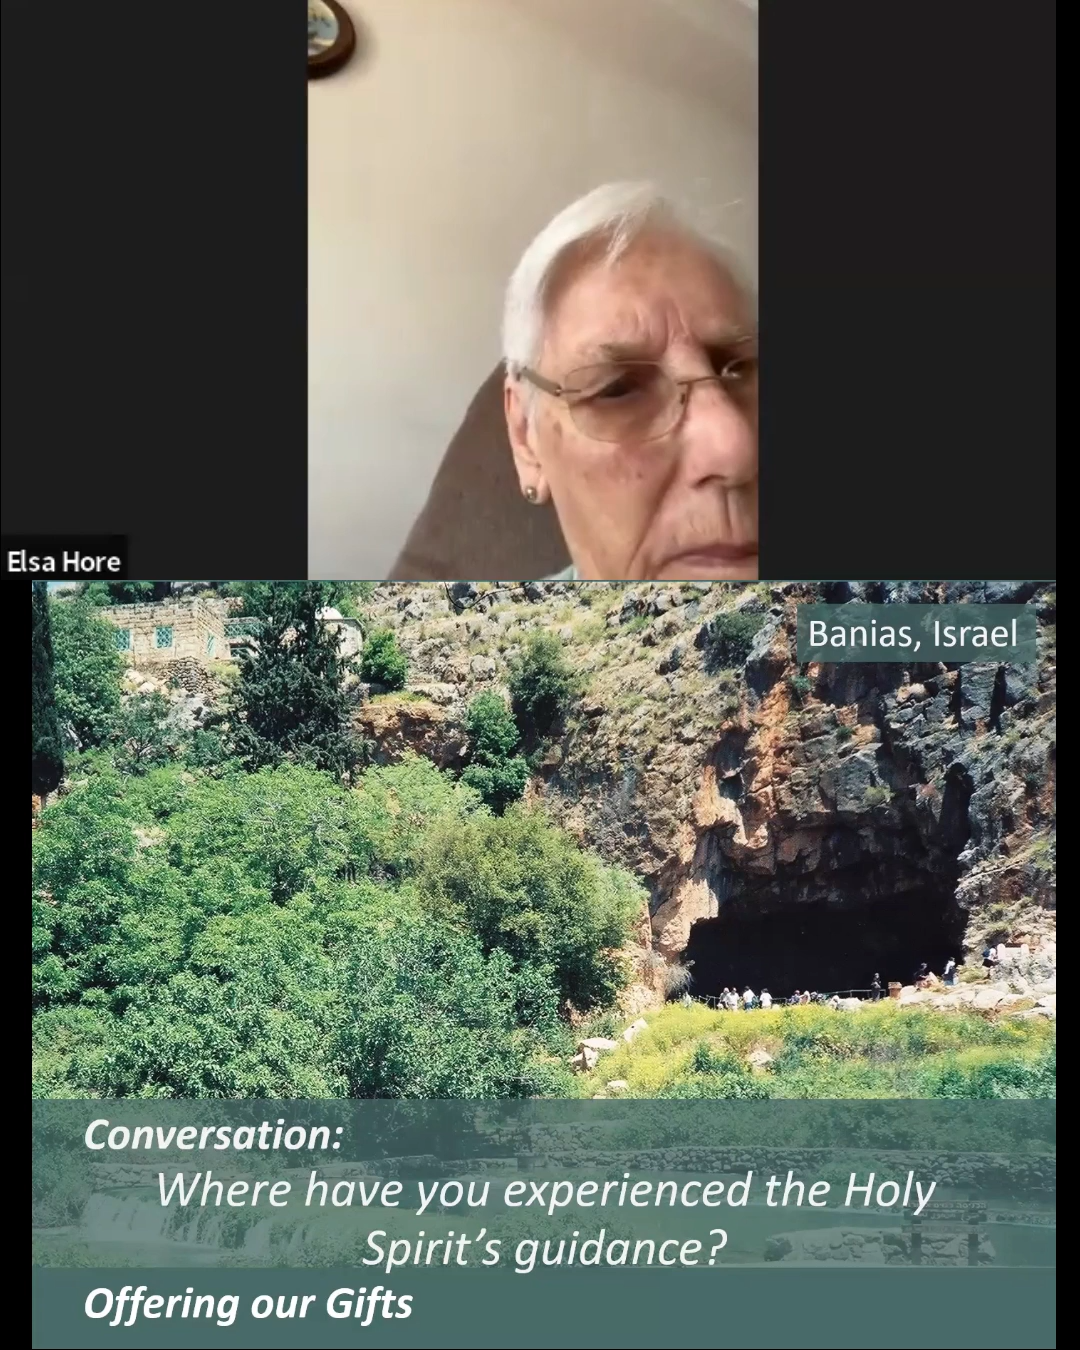 Elsa Hore
Banias, Israel
Conversation:
Where have you experienced the Holy
Spirit's guidance?
Offering our Gifts